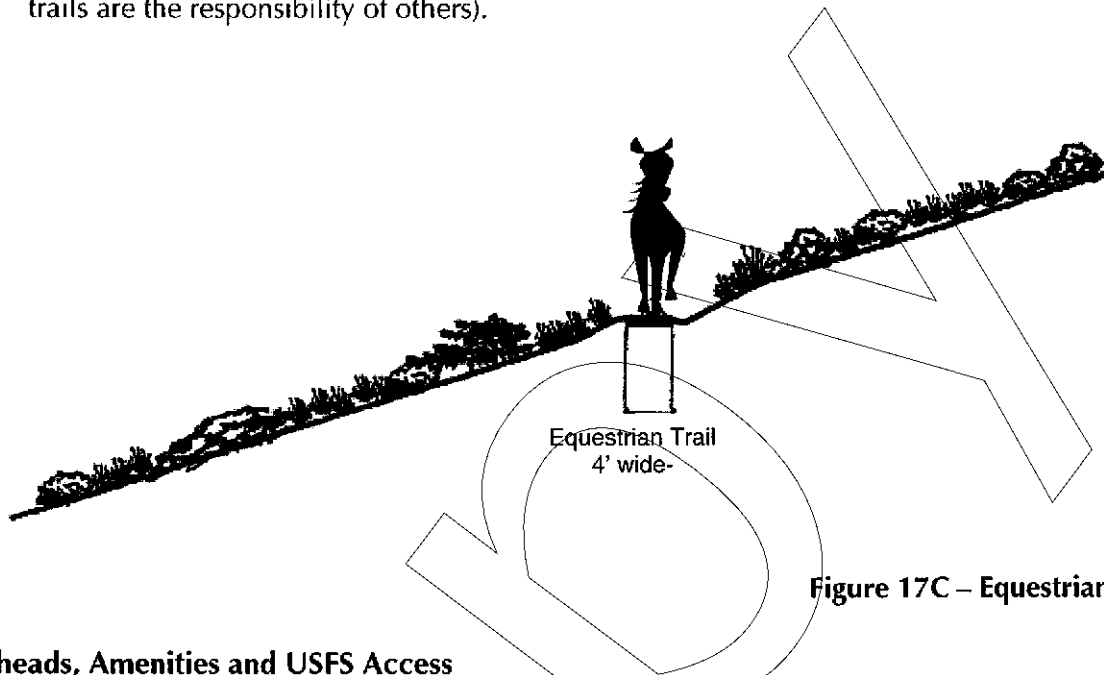 trails are the responsibility of others).
Equestrian Trail
4' wide-
Figure 17C – Equestrian
heads, Amenities and USFS Access